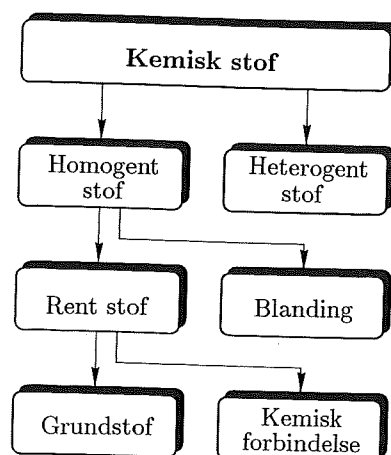 Kemisk stof
Homogent
stof
Heterogent
stof
Rent stof
Blanding
Grundstof
Kemisk
forbindelse